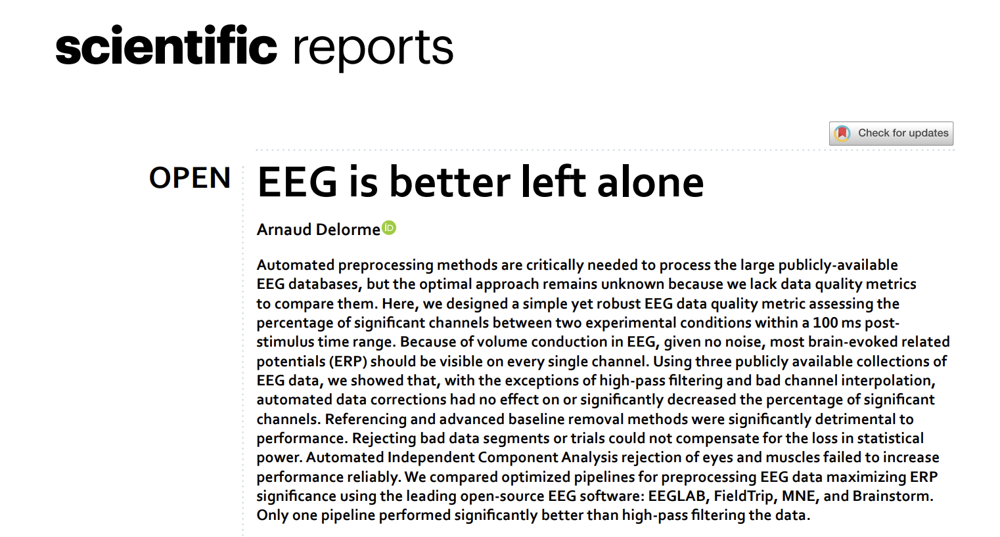 scientific reports
Check for updates
OPEN
EEG is better left alone
Arnaud Delorme iD
Automated preprocessing methods are critically needed to process the large publicly-available
EEG databases, but the optimal approach remains unknown because we lack data quality metrics
to compare them. Here, we designed a simple yet robust EEG data quality metric assessing the
percentage of significant channels between two experimental conditions within a 100 ms post-
stimulus time range. Because of volume conduction in EEG, given no noise, most brain-evoked related
potentials (ERP) should be visible on every single channel. Using three publicly available collections of
EEG data, we showed that, with the exceptions of high-pass filtering and bad channel interpolation,
automated data corrections had no effect on or significantly decreased the percentage of significant
channels. Referencing and advanced baseline removal methods were significantly detrimental to
performance. Rejecting bad data segments or trials could not compensate for the loss in statistical
power. Automated Independent Component Analysis rejection of eyes and muscles failed to increase
performance reliably. We compared optimized pipelines for preprocessing EEG data maximizing ERP
significance using the leading open-source EEG software: EEGLAB, FieldTrip, MNE, and Brainstorm.
Only one pipeline performed significantly better than high-pass filtering the data.